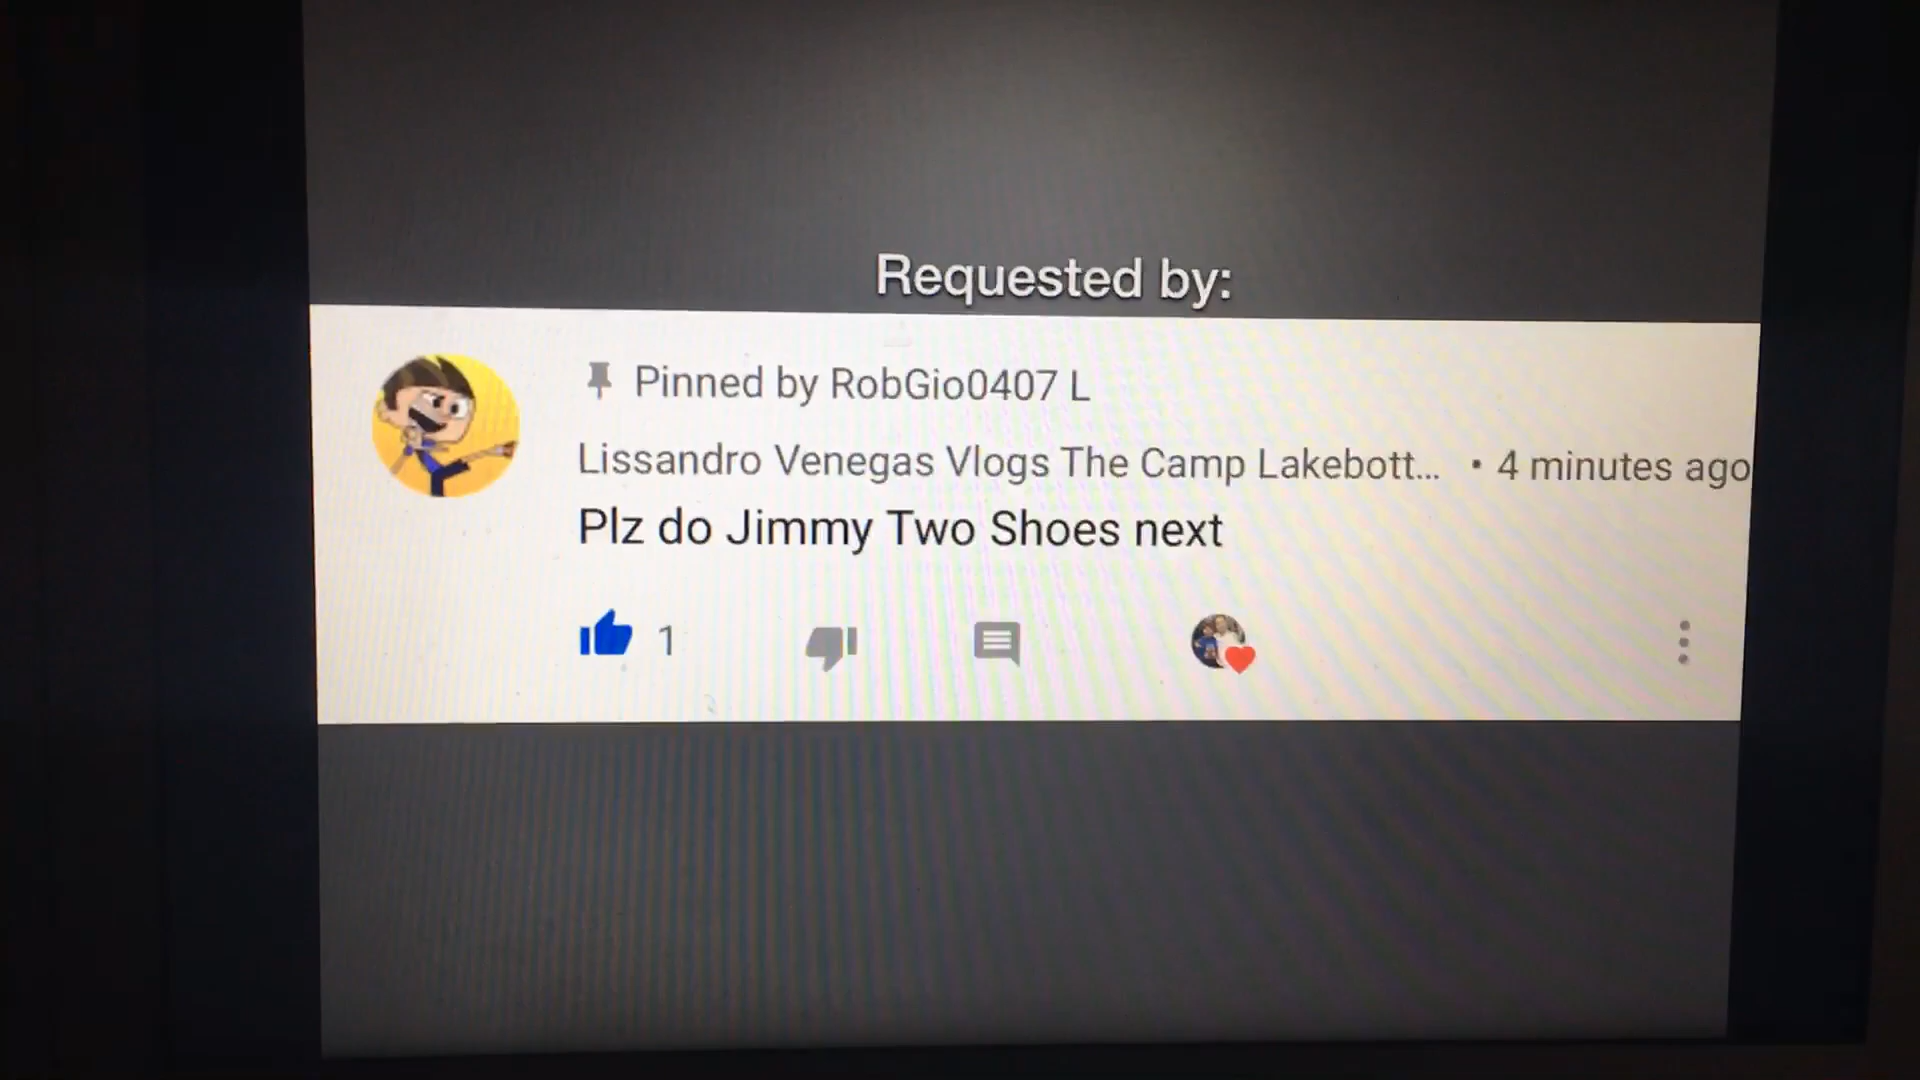 Requested by:
Pinned by RobGio0407 L
Lissandro Venegas Vlogs The Camp Lakebott... • 4 minutes ago
Plz do Jimmy Two Shoes next
1